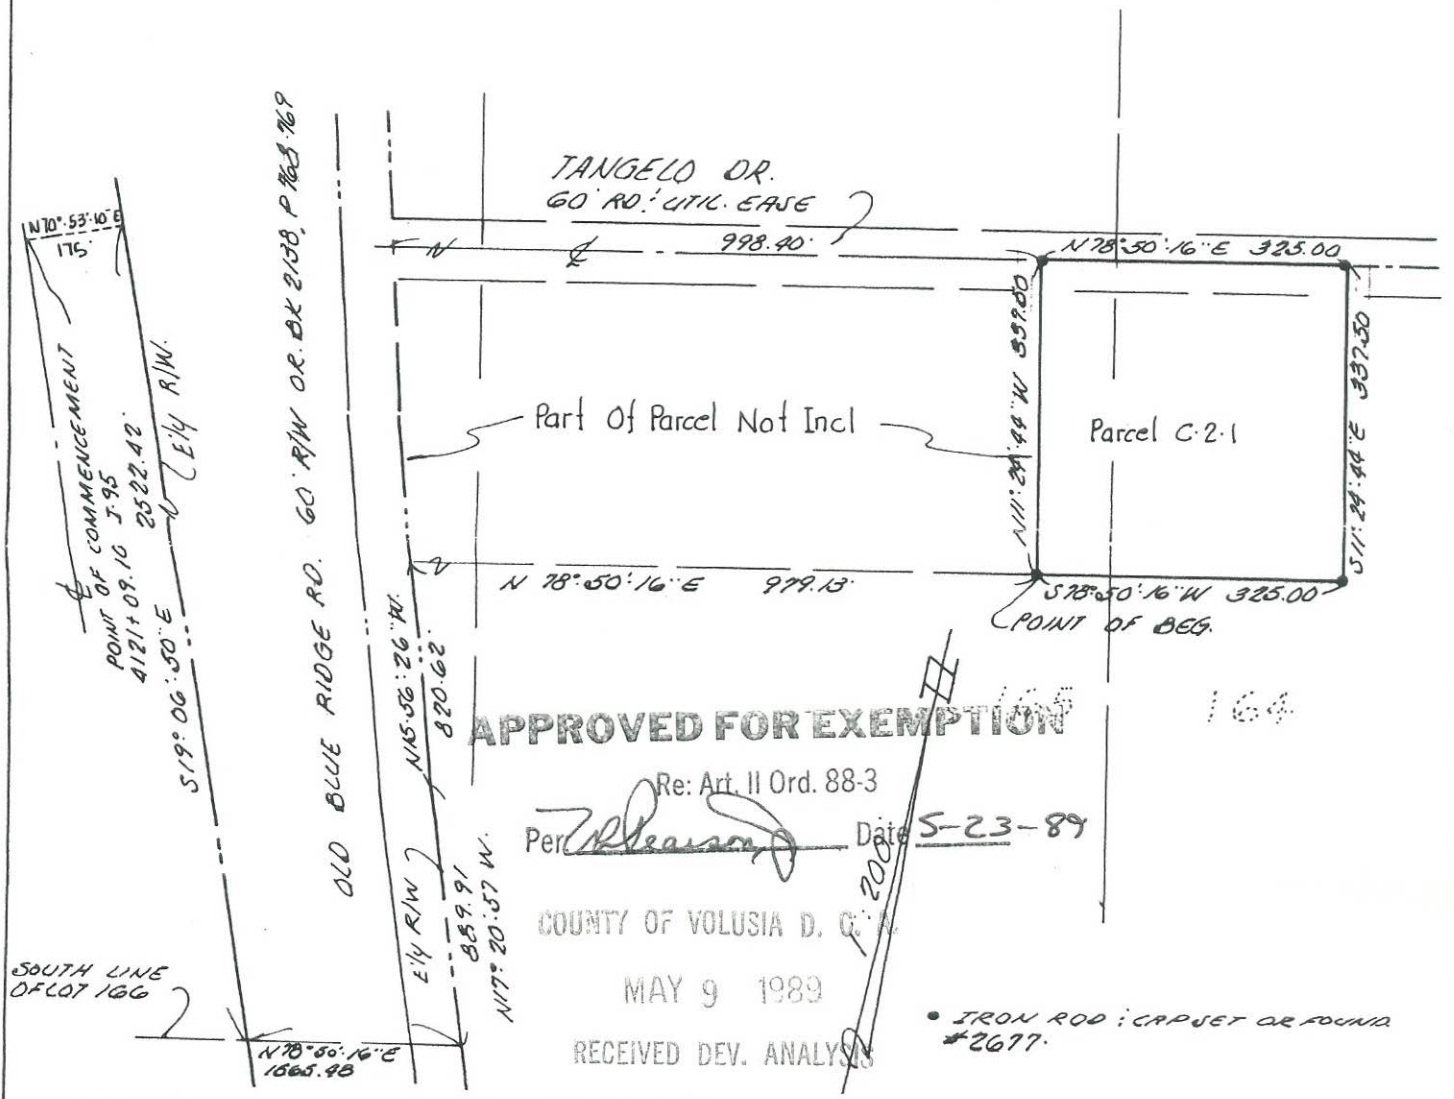 TANGELO DR.
60' RD. & UTIL. EASE
N70°53'10"E
175'
℄
998.40'
N78°50'16"E 325.00
OLD BLUE RIDGE RD. 60' R/W O.R. BK 2138, P 768-769
POINT OF COMMENCEMENT
4121+09.10 I-95
℄
2522.42'
E'ly R/W.
S19°06'50"E
Part Of Parcel Not Incl
N11°24'44"W 337.50
Parcel C-2-1
S11°24'44"E 337.50
N 78°50'16"E 979.13'
S78°50'16"W 325.00'
POINT OF BEG.
N15°56'26"W.
820.62'
E'ly R/W
889.91
N17°20'57"W.
165
164
APPROVED FOR EXEMPTION
Re: Art. II Ord. 88-3
Per Date 5-23-89
1"=200'
COUNTY OF VOLUSIA D. C. A.
MAY 9 1989
RECEIVED DEV. ANALYSIS
SOUTH LINE
OF LOT 166
N78°50'16"E
1565.98
• IRON ROD & CAP SET OR FOUND
#2677.